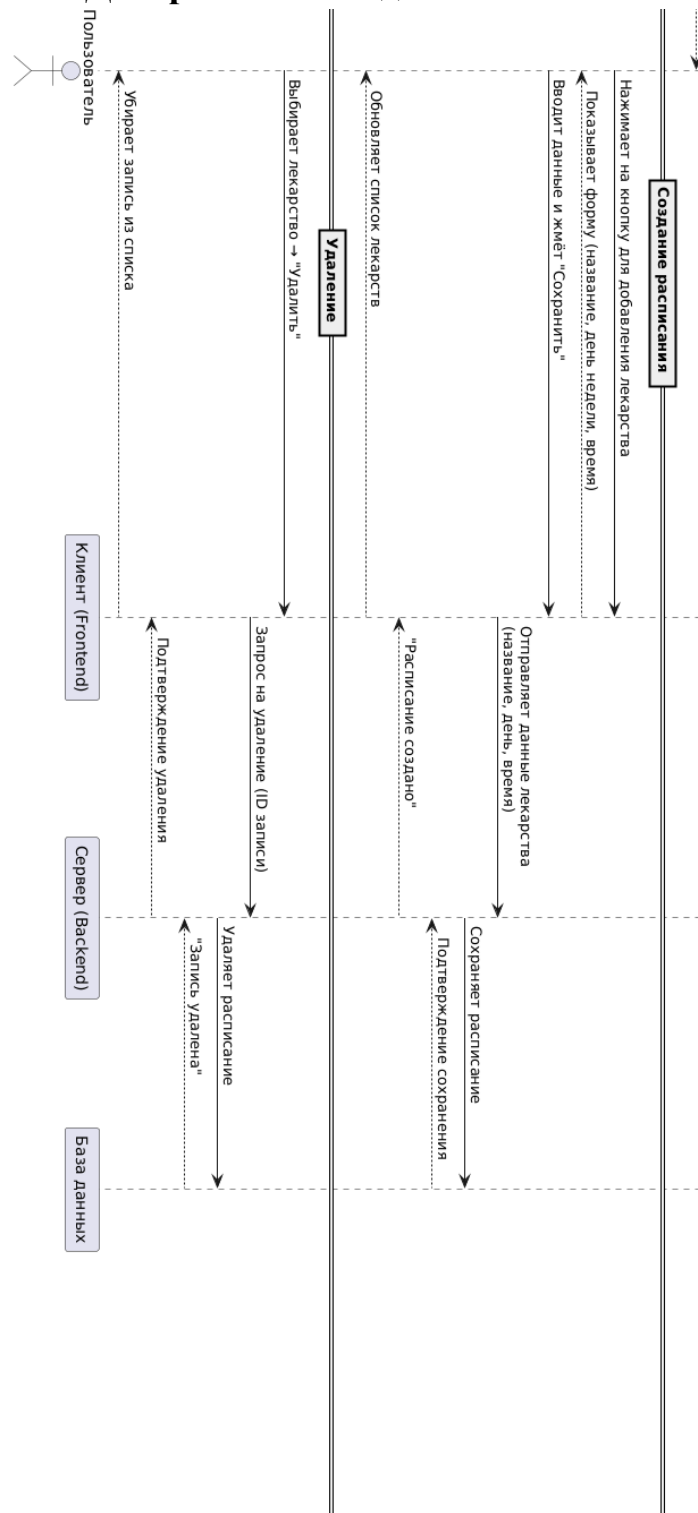 Создание расписания
Нажимает на кнопку для добавления лекарства
Показывает форму (название, день недели, время)
Вводит данные и жмёт "Сохранить"
Отправляет данные лекарства
(название, день, время)
Сохраняет расписание
Подтверждение сохранения
"Расписание создано"
Обновляет список лекарств
Удаление
Выбирает лекарство → "Удалить"
Запрос на удаление (ID записи)
Удаляет расписание
"Запись удалена"
Подтверждение удаления
Убирает запись из списка
Пользователь
Клиент (Frontend)
Сервер (Backend)
База данных